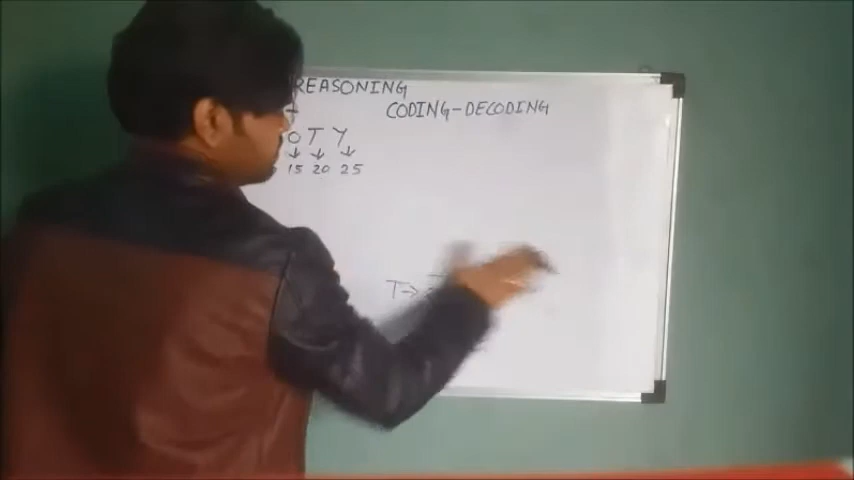 REASONING
CODING-DECODING
O T Y
↓ ↓ ↓
15 20 25
T→